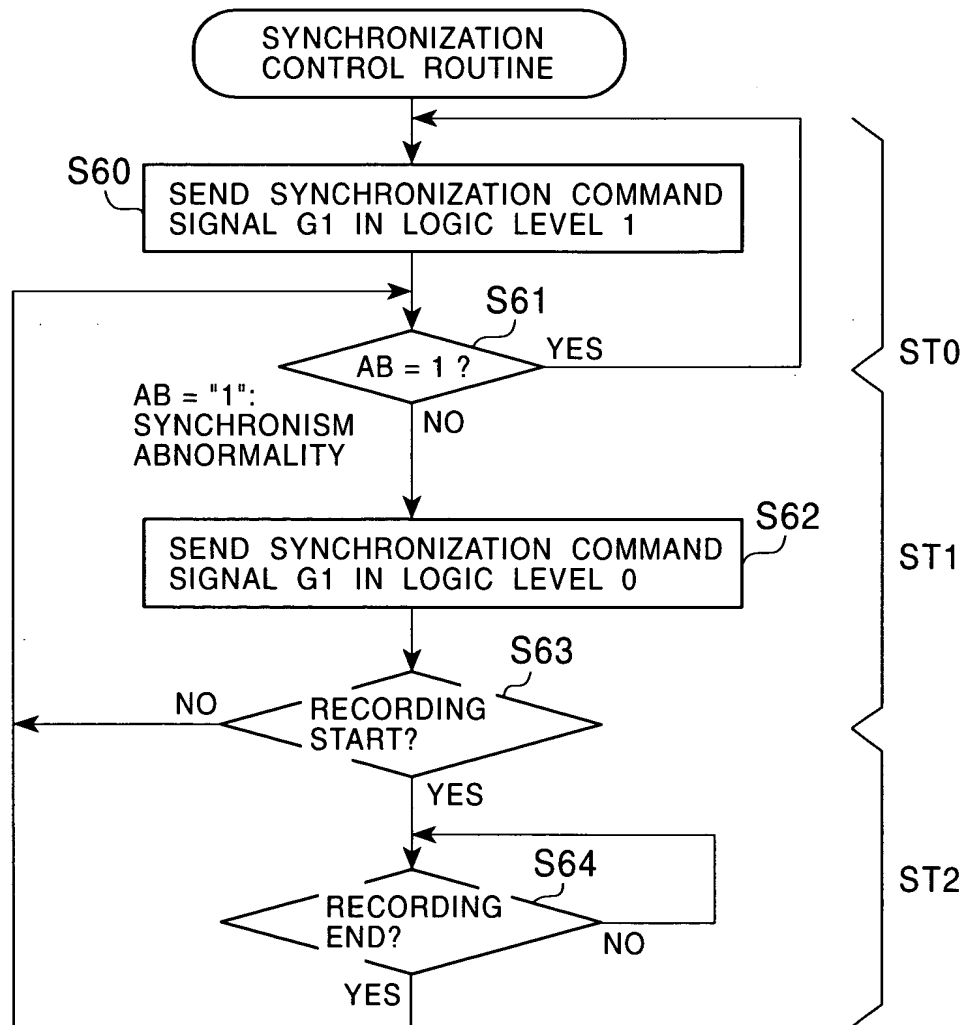 SYNCHRONIZATION
CONTROL ROUTINE
S60
SEND SYNCHRONIZATION COMMAND
SIGNAL G1 IN LOGIC LEVEL 1
S61
AB = 1 ?
YES
ST0
AB = "1":
SYNCHRONISM
ABNORMALITY
NO
S62
SEND SYNCHRONIZATION COMMAND
SIGNAL G1 IN LOGIC LEVEL 0
ST1
S63
NO
RECORDING
START?
YES
S64
RECORDING
END?
NO
ST2
YES